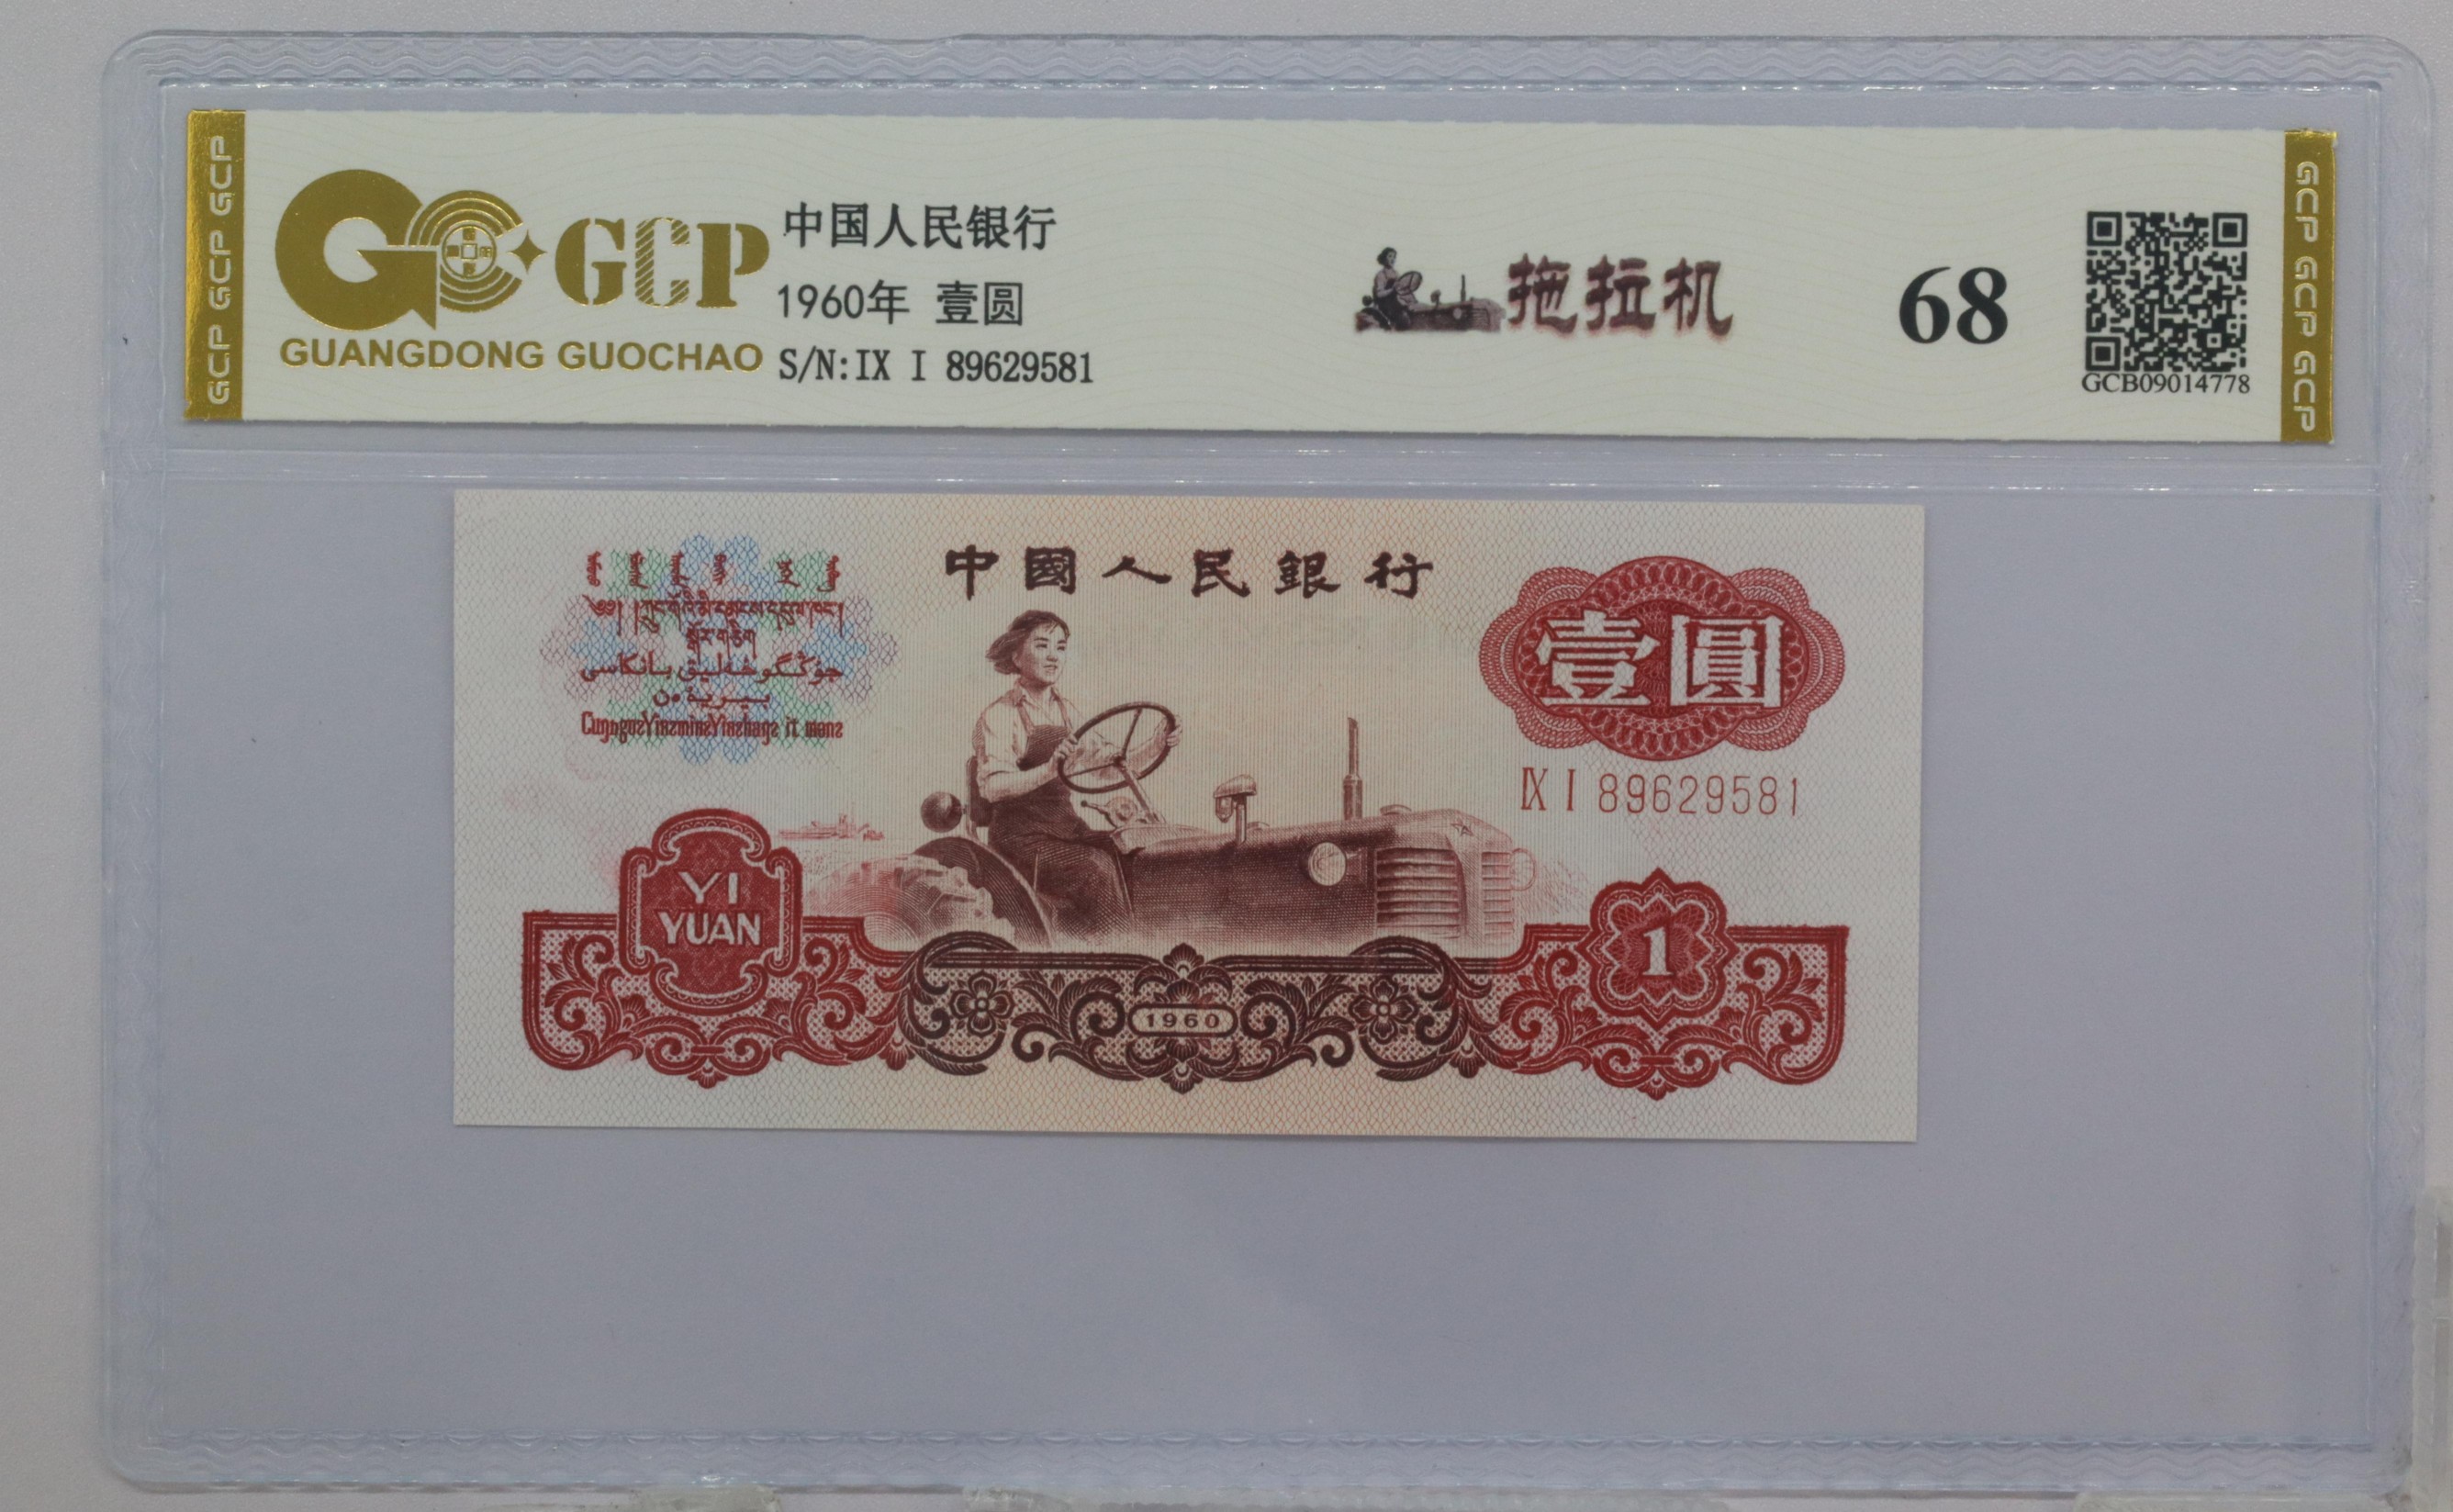 GCP GCP GCP
GCP
GUANGDONG GUOCHAO
中国人民银行
1960年 壹圆
S/N:IX I 89629581
拖拉机
68
GCB09014778
GCP GCP GCP
中國人民銀行
壹圓
IX I 89629581
YI
YUAN
1960
1